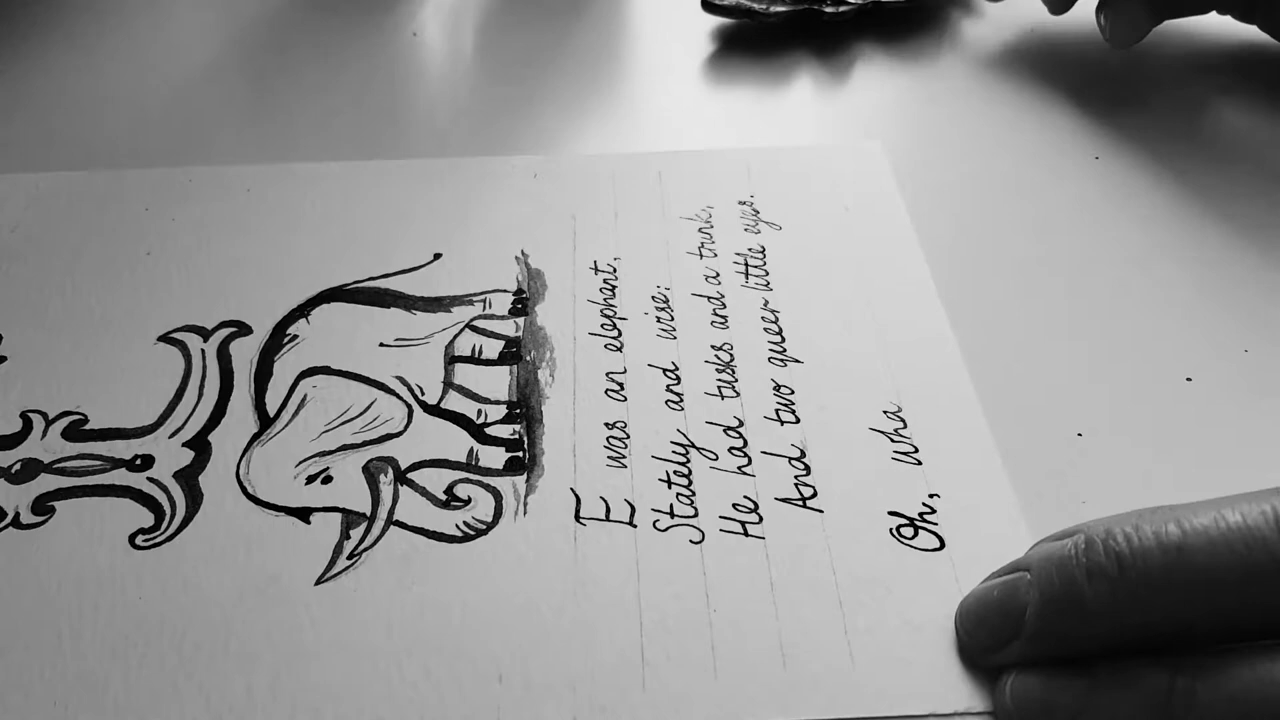 E was an elephant,
Stately and wise:
He had tusks and a trunk,
And two queer little eyes.
Oh, wha